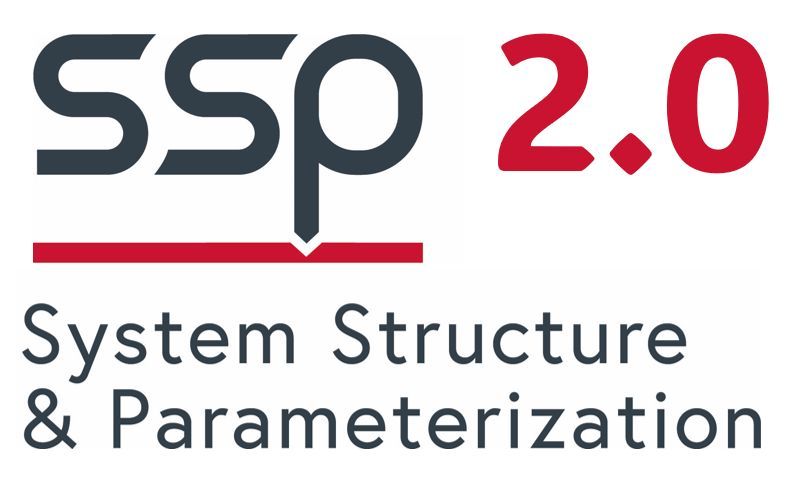 ssp 2.0
System Structure
& Parameterization